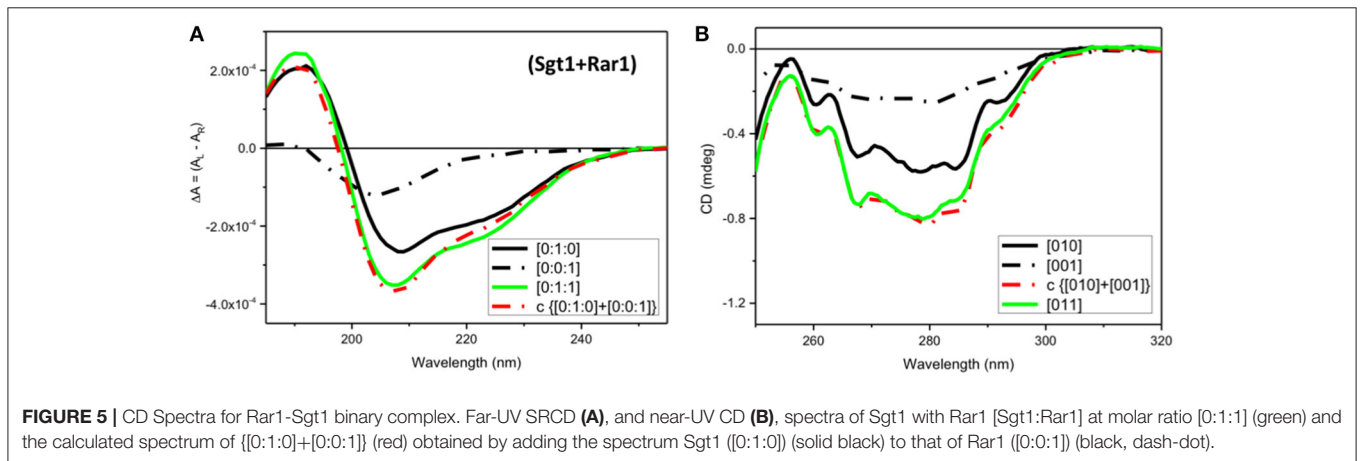 A
(Sgt1+Rar1)
2.0x10⁻⁴
0.0
-2.0x10⁻⁴
-4.0x10⁻⁴
ΔA = (A_L - A_R)
[0:1:0]
[0:0:1]
[0:1:1]
c {[0:1:0]+[0:0:1]}
200
220
240
Wavelength (nm)
B
0.0
-0.4
-0.8
-1.2
CD (mdeg)
[010]
[001]
c {[010]+[001]}
[011]
260
280
300
320
Wavelength (nm)
FIGURE 5 | CD Spectra for Rar1-Sgt1 binary complex. Far-UV SRCD (A), and near-UV CD (B), spectra of Sgt1 with Rar1 [Sgt1:Rar1] at molar ratio [0:1:1] (green) and
the calculated spectrum of {[0:1:0]+[0:0:1]} (red) obtained by adding the spectrum Sgt1 ([0:1:0]) (solid black) to that of Rar1 ([0:0:1]) (black, dash-dot).